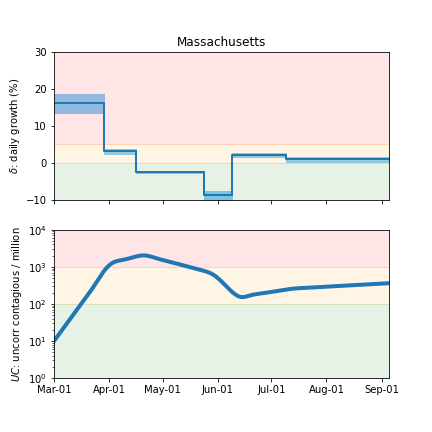 Massachusetts
δ: daily growth (%)
30
20
10
0
−10
UC: uncorr contagious / million
10⁴
10³
10²
10¹
10⁰
Mar-01 Apr-01 May-01 Jun-01 Jul-01 Aug-01 Sep-01